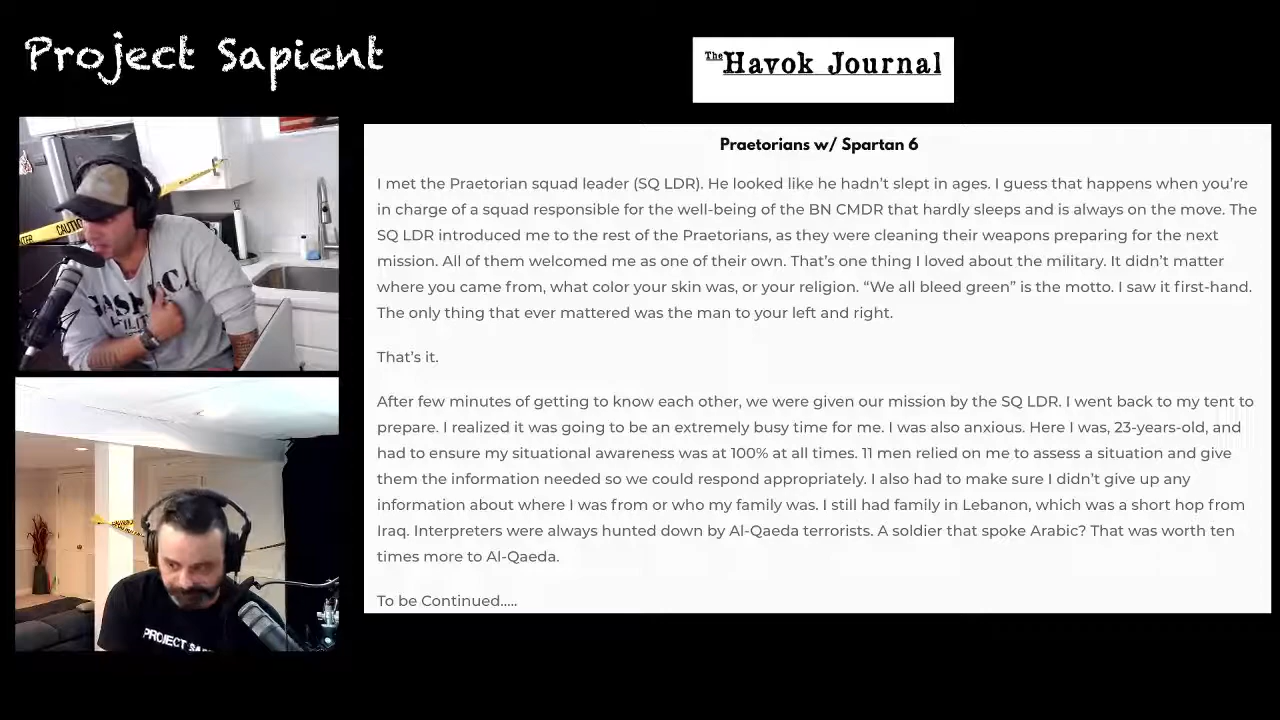 Project Sapient
The Havok Journal
CAUTION
Praetorians w/ Spartan 6
I met the Praetorian squad leader (SQ LDR). He looked like he hadn’t slept in ages. I guess that happens when you’re
in charge of a squad responsible for the well-being of the BN CMDR that hardly sleeps and is always on the move. The
SQ LDR introduced me to the rest of the Praetorians, as they were cleaning their weapons preparing for the next
mission. All of them welcomed me as one of their own. That’s one thing I loved about the military. It didn’t matter
where you came from, what color your skin was, or your religion. “We all bleed green” is the motto. I saw it first-hand.
The only thing that ever mattered was the man to your left and right.
That’s it.
After few minutes of getting to know each other, we were given our mission by the SQ LDR. I went back to my tent to
prepare. I realized it was going to be an extremely busy time for me. I was also anxious. Here I was, 23-years-old, and
had to ensure my situational awareness was at 100% at all times. 11 men relied on me to assess a situation and give
them the information needed so we could respond appropriately. I also had to make sure I didn’t give up any
information about where I was from or who my family was. I still had family in Lebanon, which was a short hop from
Iraq. Interpreters were always hunted down by Al-Qaeda terrorists. A soldier that spoke Arabic? That was worth ten
times more to Al-Qaeda.
To be Continued.....
PROJECT